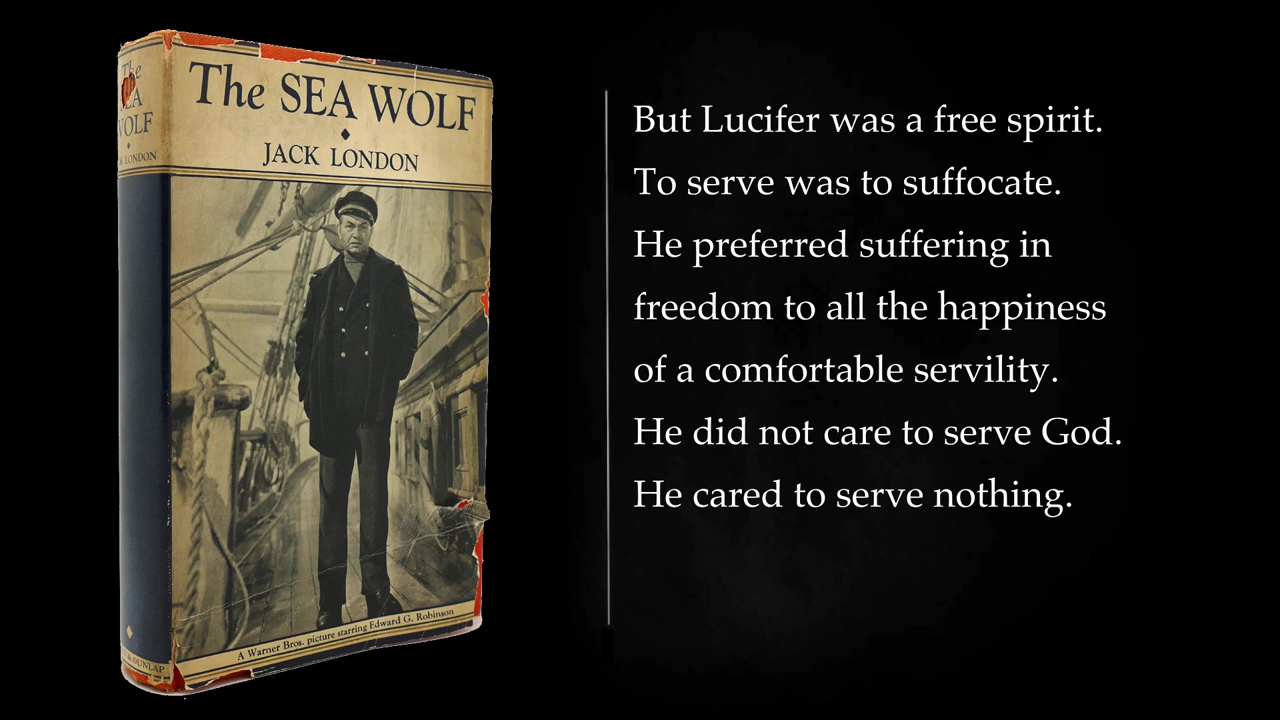 The
SEA
WOLF
LONDON
The SEA WOLF
JACK LONDON
A Warner Bros. picture starring Edward G. Robinson
DUNLAP
But Lucifer was a free spirit.
To serve was to suffocate.
He preferred suffering in
freedom to all the happiness
of a comfortable servility.
He did not care to serve God.
He cared to serve nothing.